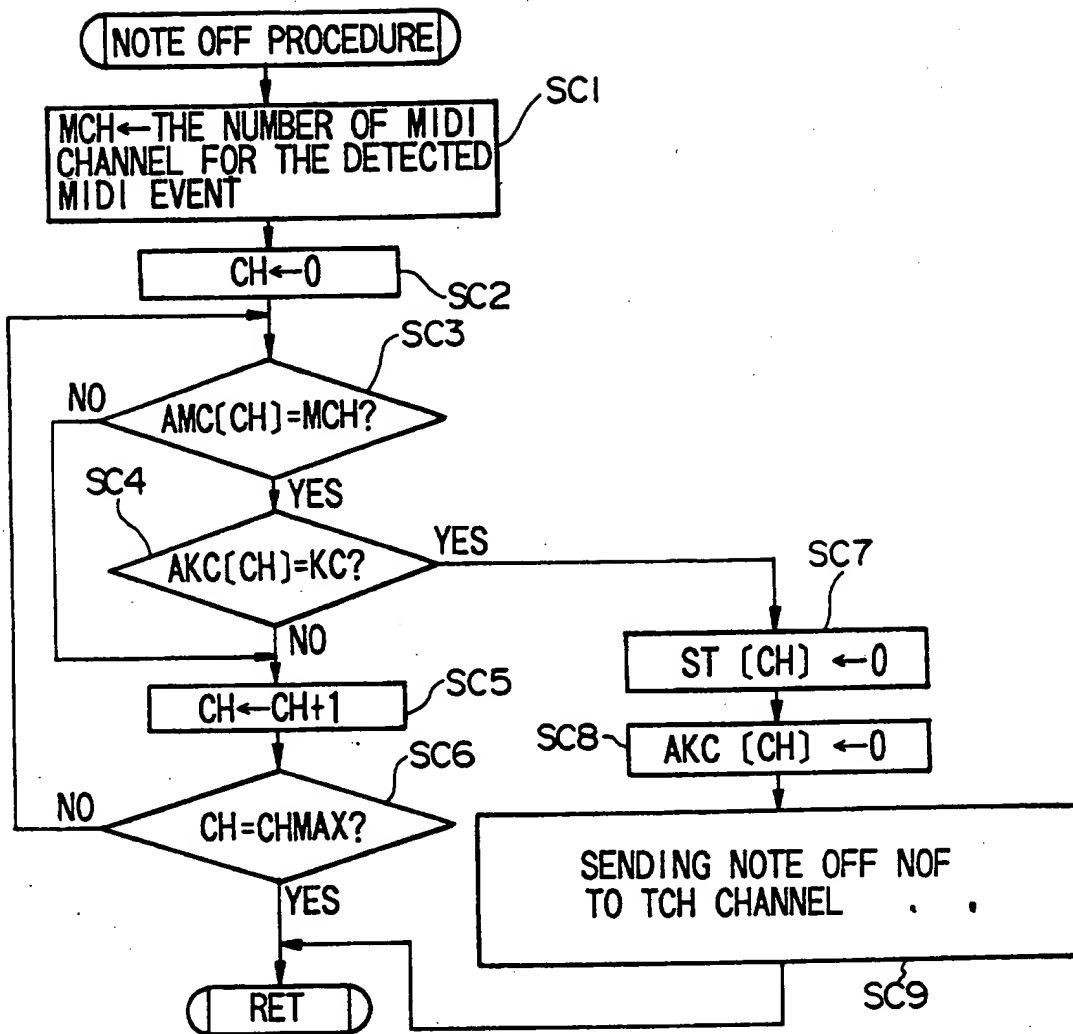 NOTE OFF PROCEDURE
SC1
MCH←THE NUMBER OF MIDI
CHANNEL FOR THE DETECTED
MIDI EVENT
CH←0
SC2
SC3
NO
AMC[CH]=MCH?
SC4
YES
AKC[CH]=KC?
YES
SC7
NO
ST [CH] ←0
CH←CH+1
SC5
SC8
AKC [CH] ←0
SC6
NO
CH=CHMAX?
SENDING NOTE OFF NOF
TO TCH CHANNEL
YES
SC9
RET